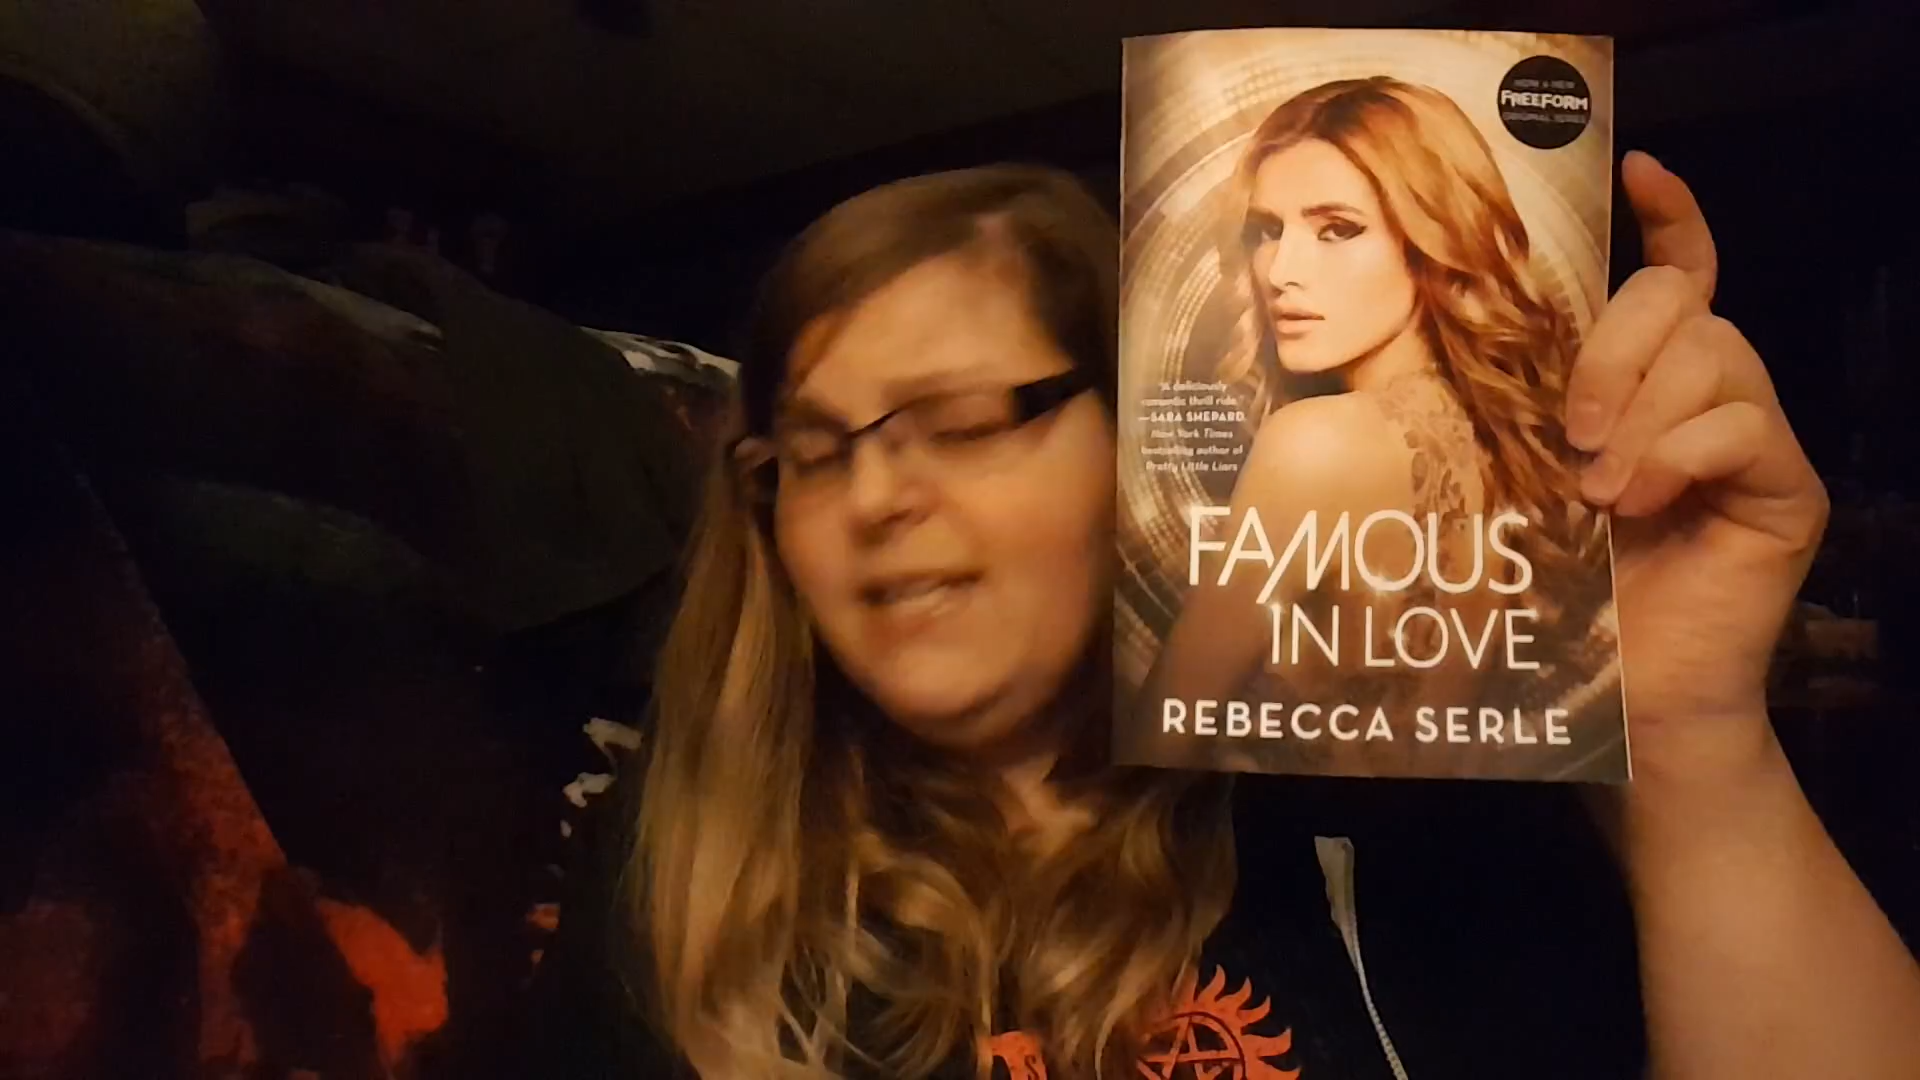 NOW A NEW
FREEFORM
ORIGINAL SERIES
"A deliciously
romantic thrill ride."
—SARA SHEPARD,
New York Times
bestselling author of
Pretty Little Liars
FAMOUS
IN LOVE
REBECCA SERLE